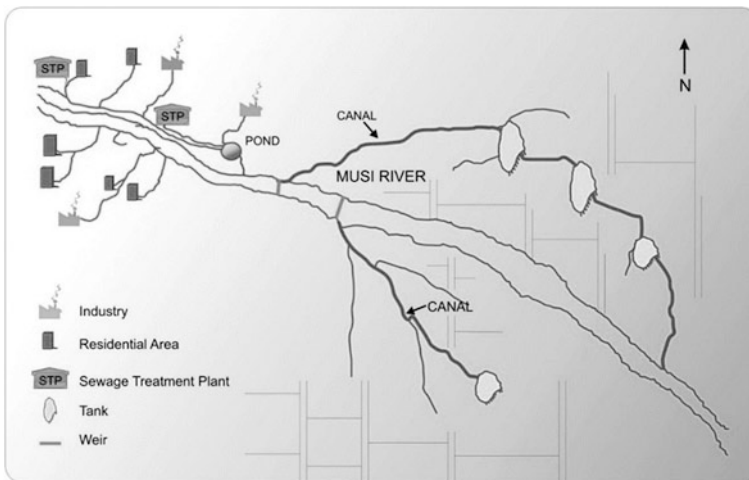 STP
STP
POND
CANAL
N
MUSI RIVER
CANAL
Industry
Residential Area
STP Sewage Treatment Plant
Tank
Weir